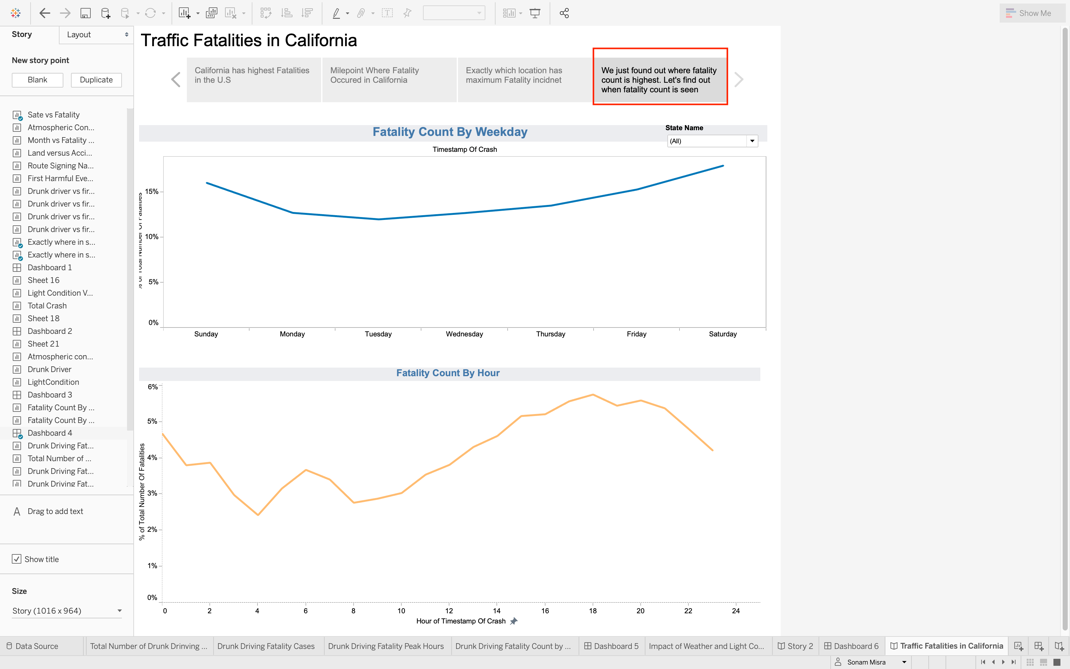 Show Me
Story
Layout
New story point
Blank
Duplicate
Sate vs Fatality
Atmospheric Con...
Month vs Fatality ...
Land versus Acci...
Route Signing Na...
First Harmful Eve...
Drunk driver vs fir...
Drunk driver vs fir...
Drunk driver vs fir...
Drunk driver vs fir...
Exactly where in s...
Exactly where in s...
Dashboard 1
Sheet 16
Light Condition V...
Total Crash
Sheet 18
Dashboard 2
Sheet 21
Atmospheric con...
Drunk Driver
LightCondition
Dashboard 3
Fatality Count By ...
Fatality Count By ...
Dashboard 4
Drunk Driving Fat...
Total Number of ...
Drunk Driving Fat...
Drunk Driving Fat...
A Drag to add text
Show title
Size
Story (1016 x 964)
Traffic Fatalities in California
California has highest Fatalities
in the U.S
Milepoint Where Fatality
Occured in California
Exactly which location has
maximum Fatality incidnet
We just found out where fatality
count is highest. Let's find out
when fatality count is seen
Fatality Count By Weekday
State Name
(All)
Timestamp Of Crash
% of Total Number Of Fatalities
15%
10%
5%
0%
Sunday
Monday
Tuesday
Wednesday
Thursday
Friday
Saturday
Fatality Count By Hour
% of Total Number Of Fatalities
6%
5%
4%
3%
2%
1%
0%
0
2
4
6
8
10
12
14
16
18
20
22
24
Hour of Timestamp Of Crash
Data Source
Total Number of Drunk Drinving ...
Drunk Driving Fatality Cases
Drunk Driving Fatality Peak Hours
Drunk Driving Fatality Count by ...
Dashboard 5
Impact of Weather and Light Co...
Story 2
Dashboard 6
Traffic Fatalities in California
Sonam Misra